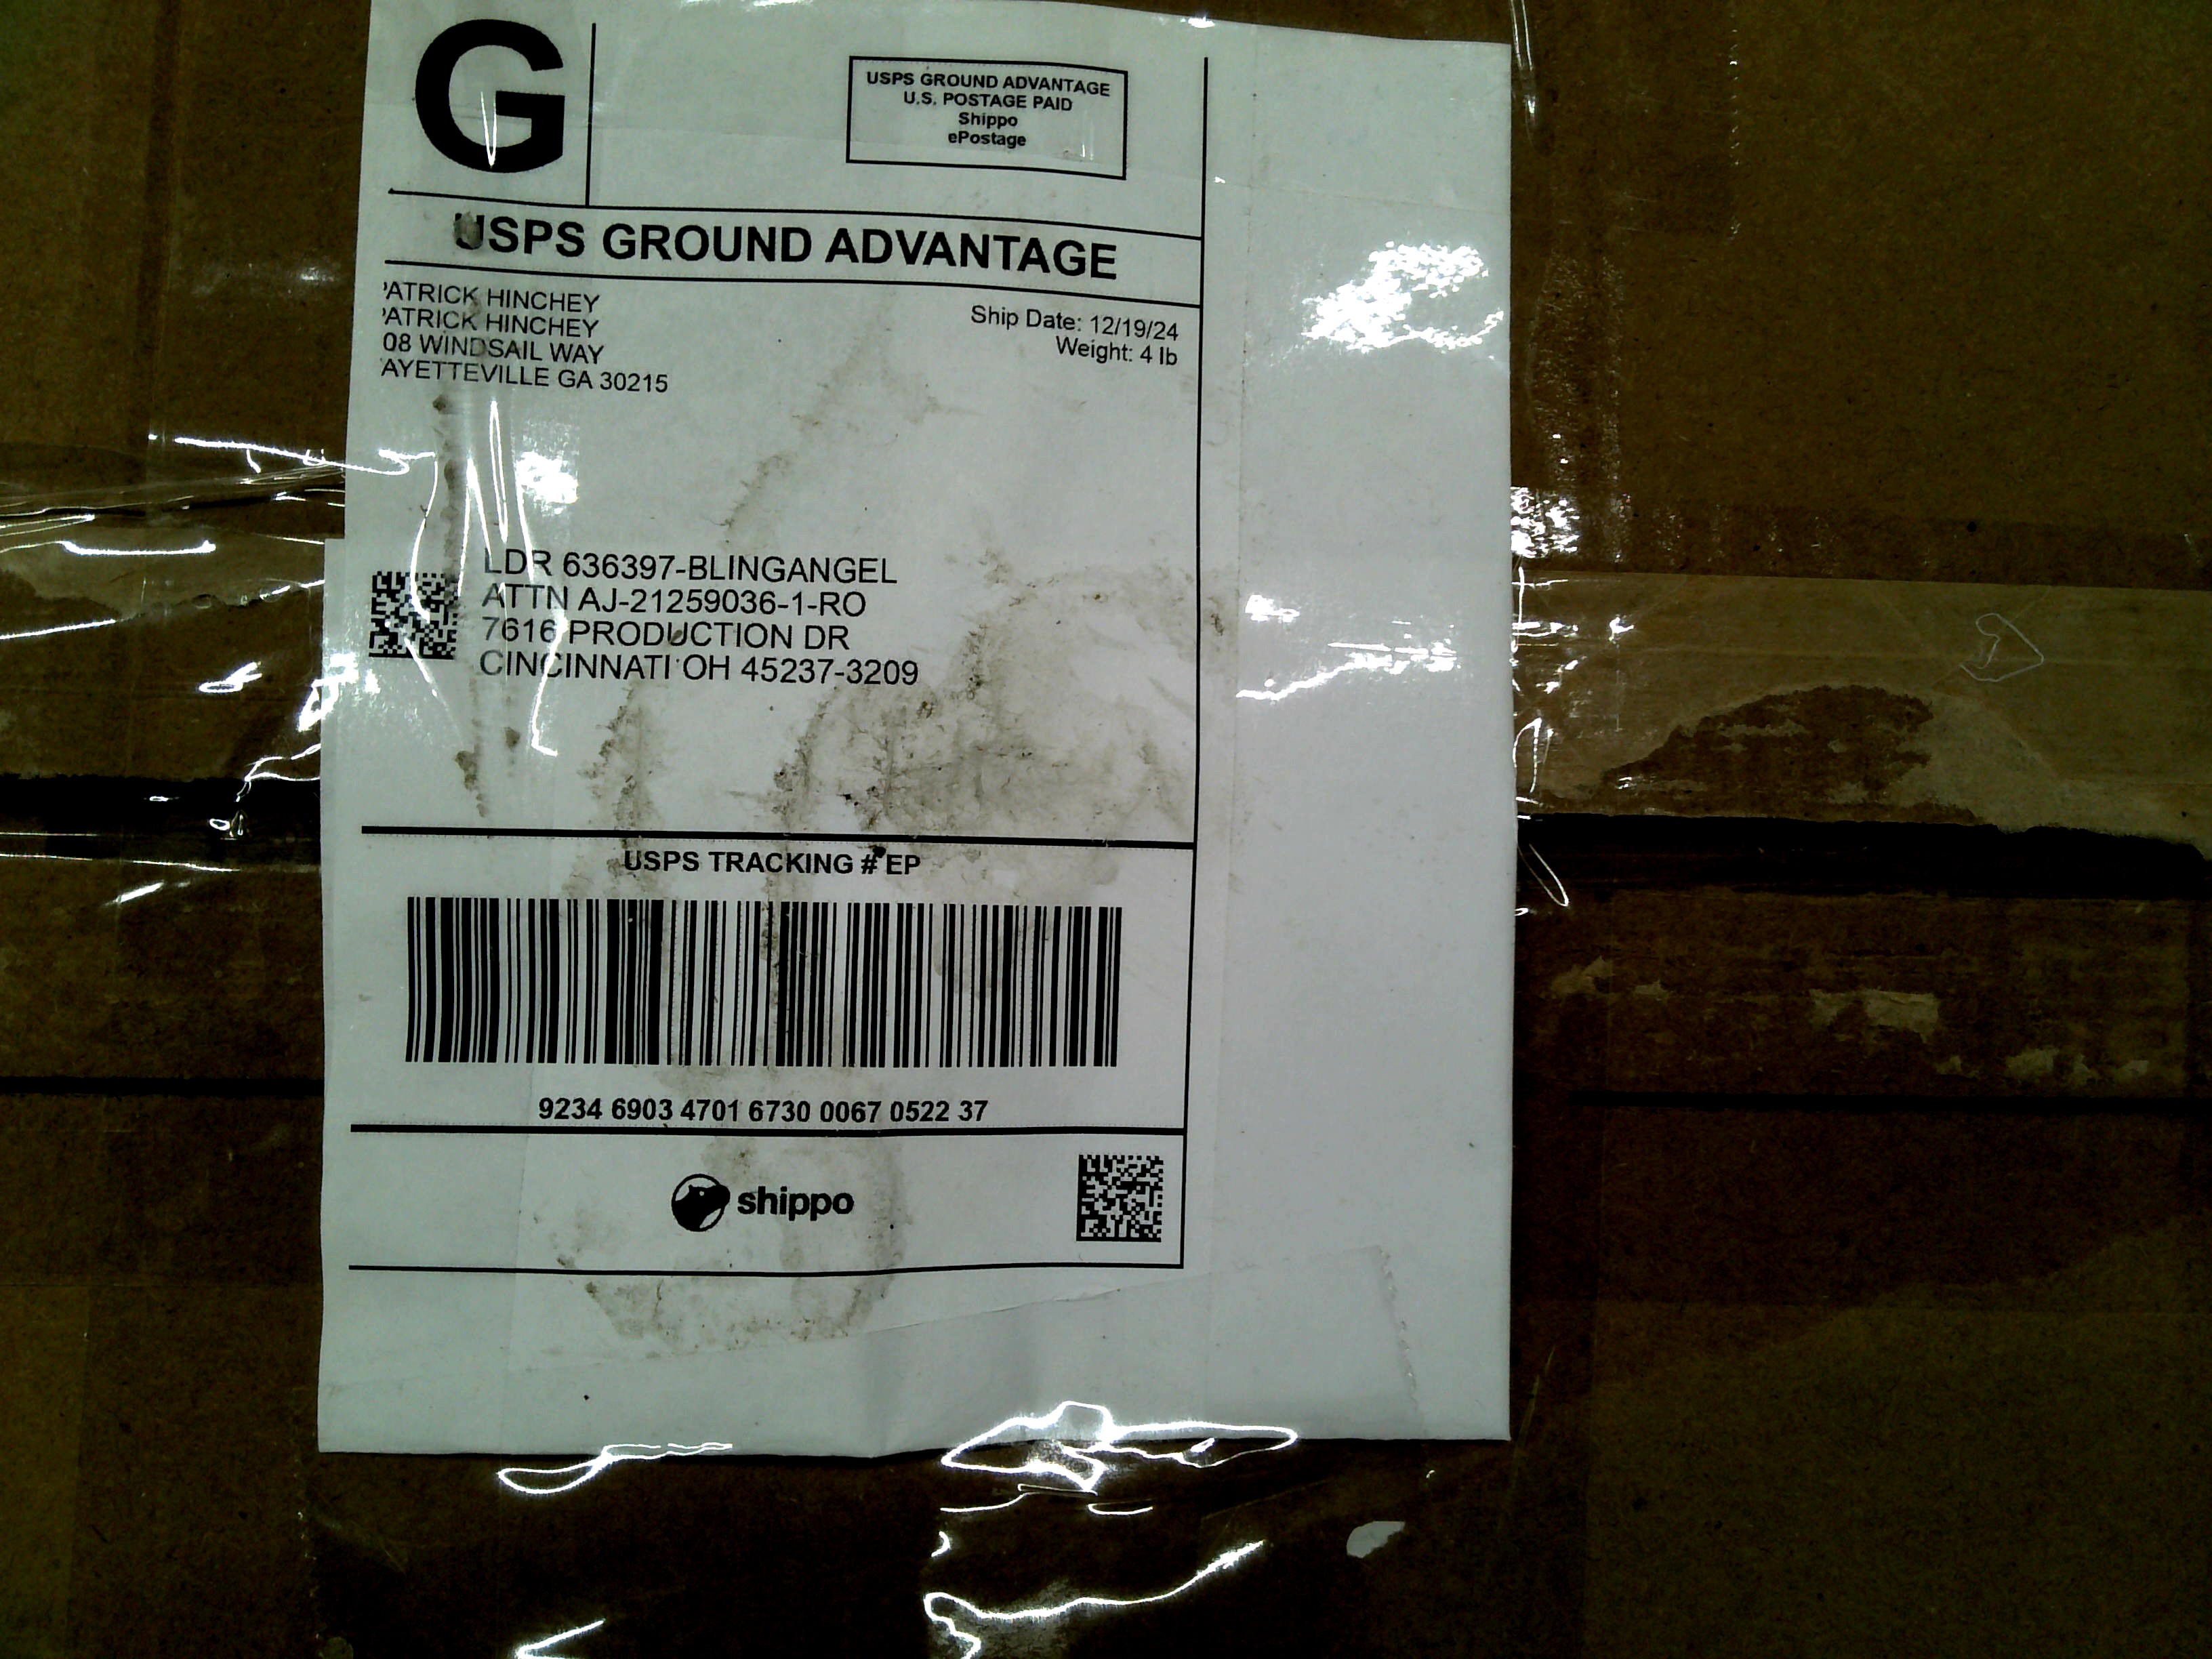 G
USPS GROUND ADVANTAGE
U.S. POSTAGE PAID
Shippo
ePostage
USPS GROUND ADVANTAGE
ATRICK HINCHEY
ATRICK HINCHEY
08 WINDSAIL WAY
AYETTEVILLE GA 30215
Ship Date: 12/19/24
Weight: 4 lb
LDR 636397-BLINGANGEL
ATTN AJ-21259036-1-RO
7616 PRODUCTION DR
CINCINNATI OH 45237-3209
USPS TRACKING # EP
9234 6903 4701 6730 0067 0522 37
shippo